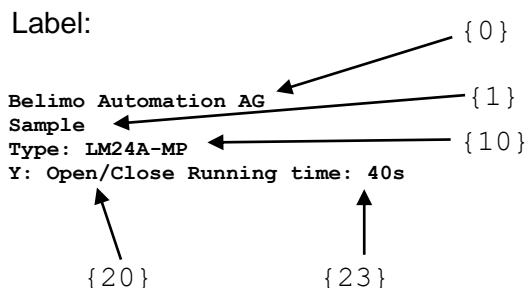 Label:
{0}
Belimo Automation AG
{1}
Sample
Type: LM24A-MP
{10}
Y: Open/Close Running time: 40s
{20} {23}